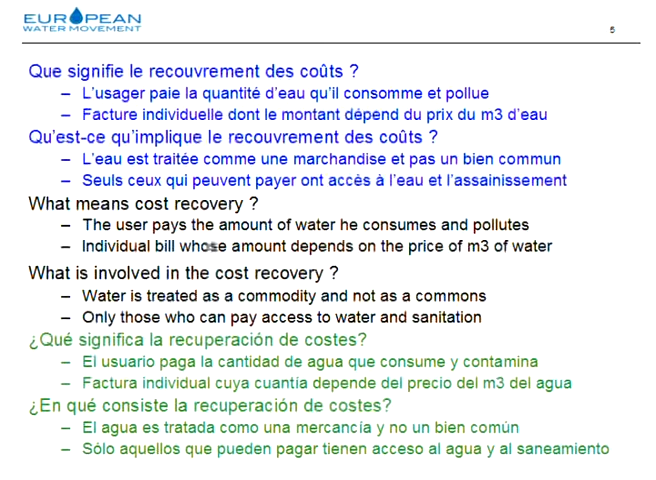 EUROPEAN
WATER MOVEMENT
5
Que signifie le recouvrement des coûts ?
– L'usager paie la quantité d'eau qu'il consomme et pollue
– Facture individuelle dont le montant dépend du prix du m3 d'eau
Qu'est-ce qu'implique le recouvrement des coûts ?
– L'eau est traitée comme une marchandise et pas un bien commun
– Seuls ceux qui peuvent payer ont accès à l'eau et l'assainissement
What means cost recovery ?
– The user pays the amount of water he consumes and pollutes
– Individual bill whose amount depends on the price of m3 of water
What is involved in the cost recovery ?
– Water is treated as a commodity and not as a commons
– Only those who can pay access to water and sanitation
¿Qué significa la recuperación de costes?
– El usuario paga la cantidad de agua que consume y contamina
– Factura individual cuya cuantía depende del precio del m3 del agua
¿En qué consiste la recuperación de costes?
– El agua es tratada como una mercancía y no un bien común
– Sólo aquellos que pueden pagar tienen acceso al agua y al saneamiento